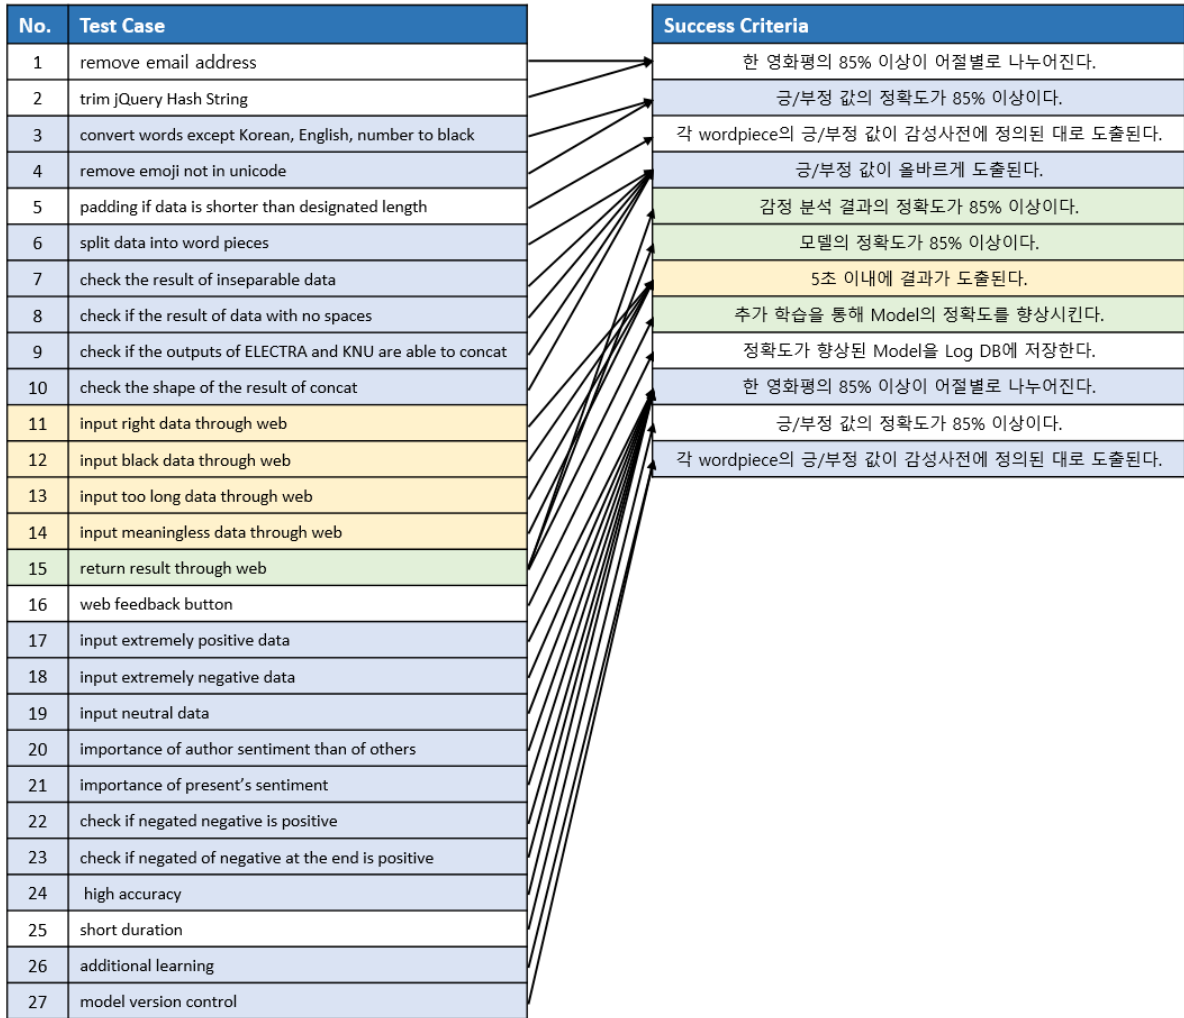 No. Test Case
1 remove email address
2 trim jQuery Hash String
3 convert words except Korean, English, number to black
4 remove emoji not in unicode
5 padding if data is shorter than designated length
6 split data into word pieces
7 check the result of inseparable data
8 check if the result of data with no spaces
9 check if the outputs of ELECTRA and KNU are able to concat
10 check the shape of the result of concat
11 input right data through web
12 input black data through web
13 input too long data through web
14 input meaningless data through web
15 return result through web
16 web feedback button
17 input extremely positive data
18 input extremely negative data
19 input neutral data
20 importance of author sentiment than of others
21 importance of present's sentiment
22 check if negated negative is positive
23 check if negated of negative at the end is positive
24 high accuracy
25 short duration
26 additional learning
27 model version control
Success Criteria
한 영화평의 85% 이상이 어절별로 나누어진다.
긍/부정 값의 정확도가 85% 이상이다.
각 wordpiece의 긍/부정 값이 감성사전에 정의된 대로 도출된다.
긍/부정 값이 올바르게 도출된다.
감정 분석 결과의 정확도가 85% 이상이다.
모델의 정확도가 85% 이상이다.
5초 이내에 결과가 도출된다.
추가 학습을 통해 Model의 정확도를 향상시킨다.
정확도가 향상된 Model을 Log DB에 저장한다.
한 영화평의 85% 이상이 어절별로 나누어진다.
긍/부정 값의 정확도가 85% 이상이다.
각 wordpiece의 긍/부정 값이 감성사전에 정의된 대로 도출된다.